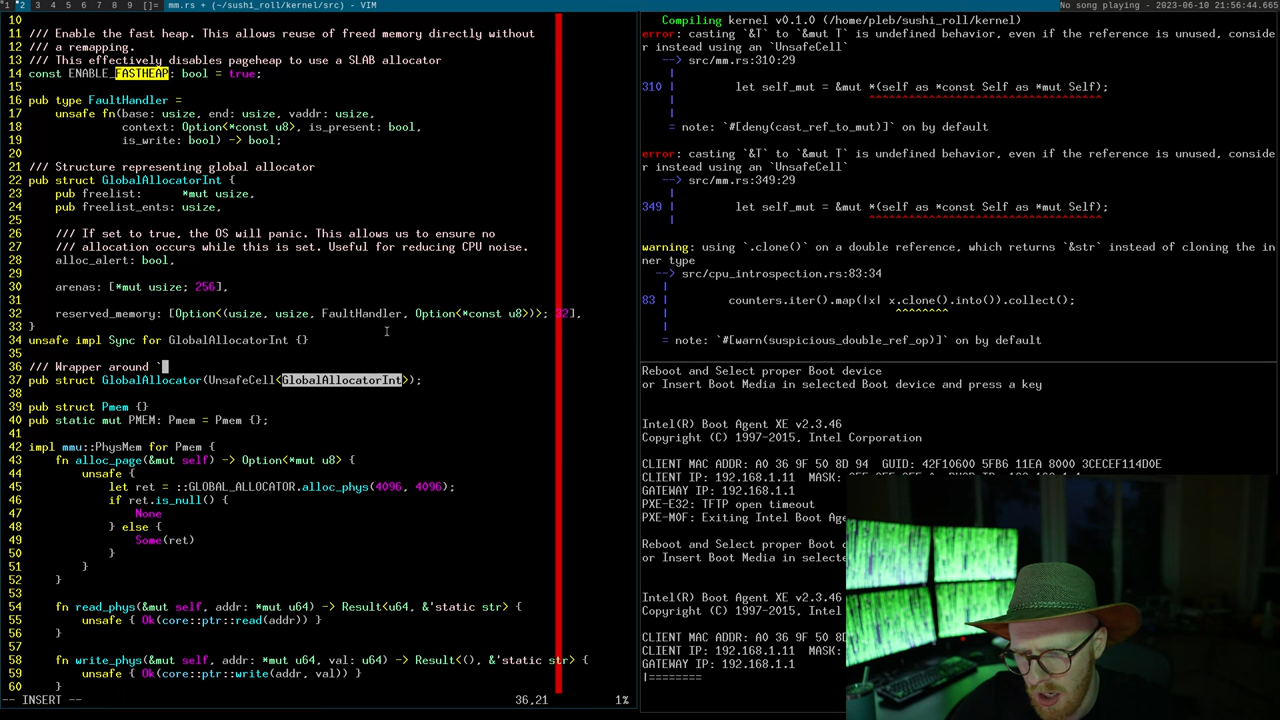 *1 *2 3 4 5 6 7 8 9 []= mm.rs + (~/sushi_roll/kernel/src) - VIM No song playing - 2023-06-10 21:56:44.665
10
11 /// Enable the fast heap. This allows reuse of freed memory directly without
12 /// a remapping.
13 /// This effectively disables pageheap to use a SLAB allocator
14 const ENABLE_FASTHEAP: bool = true;
15
16 pub type FaultHandler =
17 unsafe fn(base: usize, end: usize, vaddr: usize,
18 context: Option<*const u8>, is_present: bool,
19 is_write: bool) -> bool;
20
21 /// Structure representing global allocator
22 pub struct GlobalAllocatorInt {
23 pub freelist: *mut usize,
24 pub freelist_ents: usize,
25
26 /// If set to true, the OS will panic. This allows us to ensure no
27 /// allocation occurs while this is set. Useful for reducing CPU noise.
28 alloc_alert: bool,
29
30 arenas: [*mut usize; 256],
31
32 reserved_memory: [Option<(usize, usize, FaultHandler, Option<*const u8>)>; 32],
33 }
34 unsafe impl Sync for GlobalAllocatorInt {}
35
36 /// Wrapper around `
37 pub struct GlobalAllocator(UnsafeCell<GlobalAllocatorInt>);
38
39 pub struct Pmem {}
40 pub static mut PMEM: Pmem = Pmem {};
41
42 impl mmu::PhysMem for Pmem {
43 fn alloc_page(&mut self) -> Option<*mut u8> {
44 unsafe {
45 let ret = ::GLOBAL_ALLOCATOR.alloc_phys(4096, 4096);
46 if ret.is_null() {
47 None
48 } else {
49 Some(ret)
50 }
51 }
52 }
53
54 fn read_phys(&mut self, addr: *mut u64) -> Result<u64, &'static str> {
55 unsafe { Ok(core::ptr::read(addr)) }
56 }
57
58 fn write_phys(&mut self, addr: *mut u64, val: u64) -> Result<(), &'static str> {
59 unsafe { Ok(core::ptr::write(addr, val)) }
60 }
-- INSERT -- 36,21 1%
Compiling kernel v0.1.0 (/home/pleb/sushi_roll/kernel)
error: casting `&T` to `&mut T` is undefined behavior, even if the reference is unused, conside
r instead using an `UnsafeCell`
--> src/mm.rs:310:29
|
310 | let self_mut = &mut *(self as *const Self as *mut Self);
| ^^^^^^^^^^^^^^^^^^^^^^^^^^^^^^^^^^
|
= note: `#[deny(cast_ref_to_mut)]` on by default

error: casting `&T` to `&mut T` is undefined behavior, even if the reference is unused, conside
r instead using an `UnsafeCell`
--> src/mm.rs:349:29
|
349 | let self_mut = &mut *(self as *const Self as *mut Self);
| ^^^^^^^^^^^^^^^^^^^^^^^^^^^^^^^^^^

warning: using `.clone()` on a double reference, which returns `&str` instead of cloning the in
ner type
--> src/cpu_introspection.rs:83:34
|
83 | counters.iter().map(|x| x.clone().into()).collect();
| ^^^^^^^^
|
= note: `#[warn(suspicious_double_ref_op)]` on by default
Reboot and Select proper Boot device
or Insert Boot Media in selected Boot device and press a key
Intel(R) Boot Agent XE v2.3.46
Copyright (C) 1997-2015, Intel Corporation
CLIENT MAC ADDR: A0 36 9F 50 8D 94 GUID: 42F10600 5FB6 11EA 8000 3CECEF114D0E
CLIENT IP: 192.168.1.11 MASK:
GATEWAY IP: 192.168.1.1
PXE-E32: TFTP open timeout
PXE-M0F: Exiting Intel Boot Age
Reboot and Select proper Boot
or Insert Boot Media in selecte
Intel(R) Boot Agent XE v2.3.46
Copyright (C) 1997-2015, Intel
CLIENT MAC ADDR: A0 36 9F 50 8D
CLIENT IP: 192.168.1.11 MASK:
GATEWAY IP: 192.168.1.1
|========